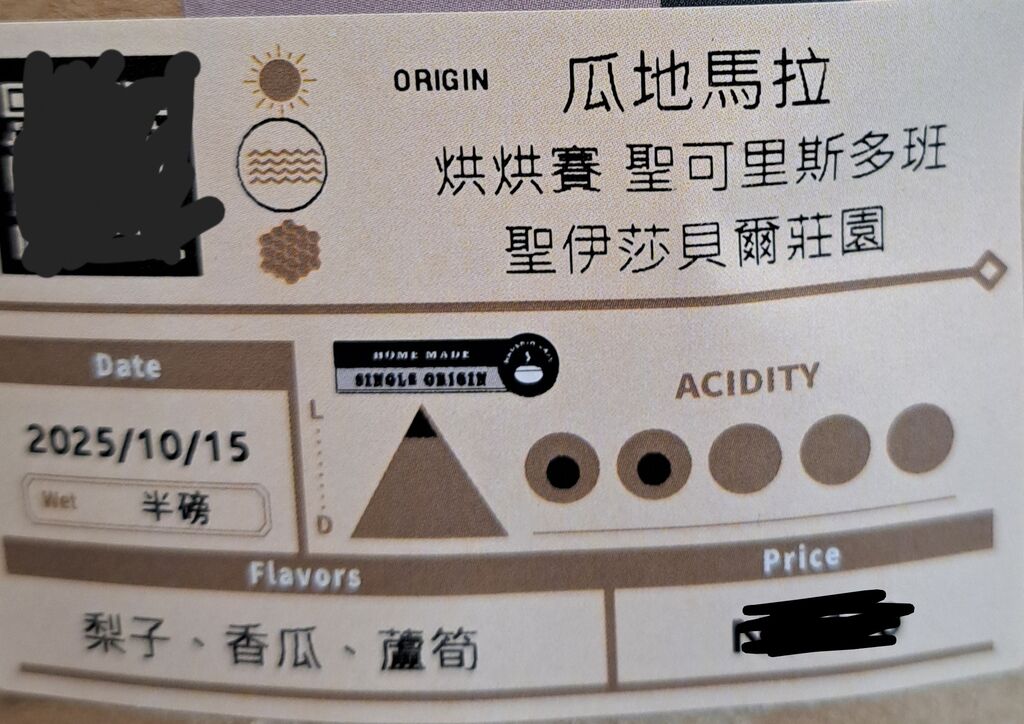 ORIGIN 瓜地馬拉
烘烘賽 聖可里斯多班
聖伊莎貝爾莊園
Date
2025/10/15
Wet 半磅
HOME MADE
SINGLE ORIGIN
L
D
ACIDITY
Flavors
梨子、香瓜、蘆筍
Price